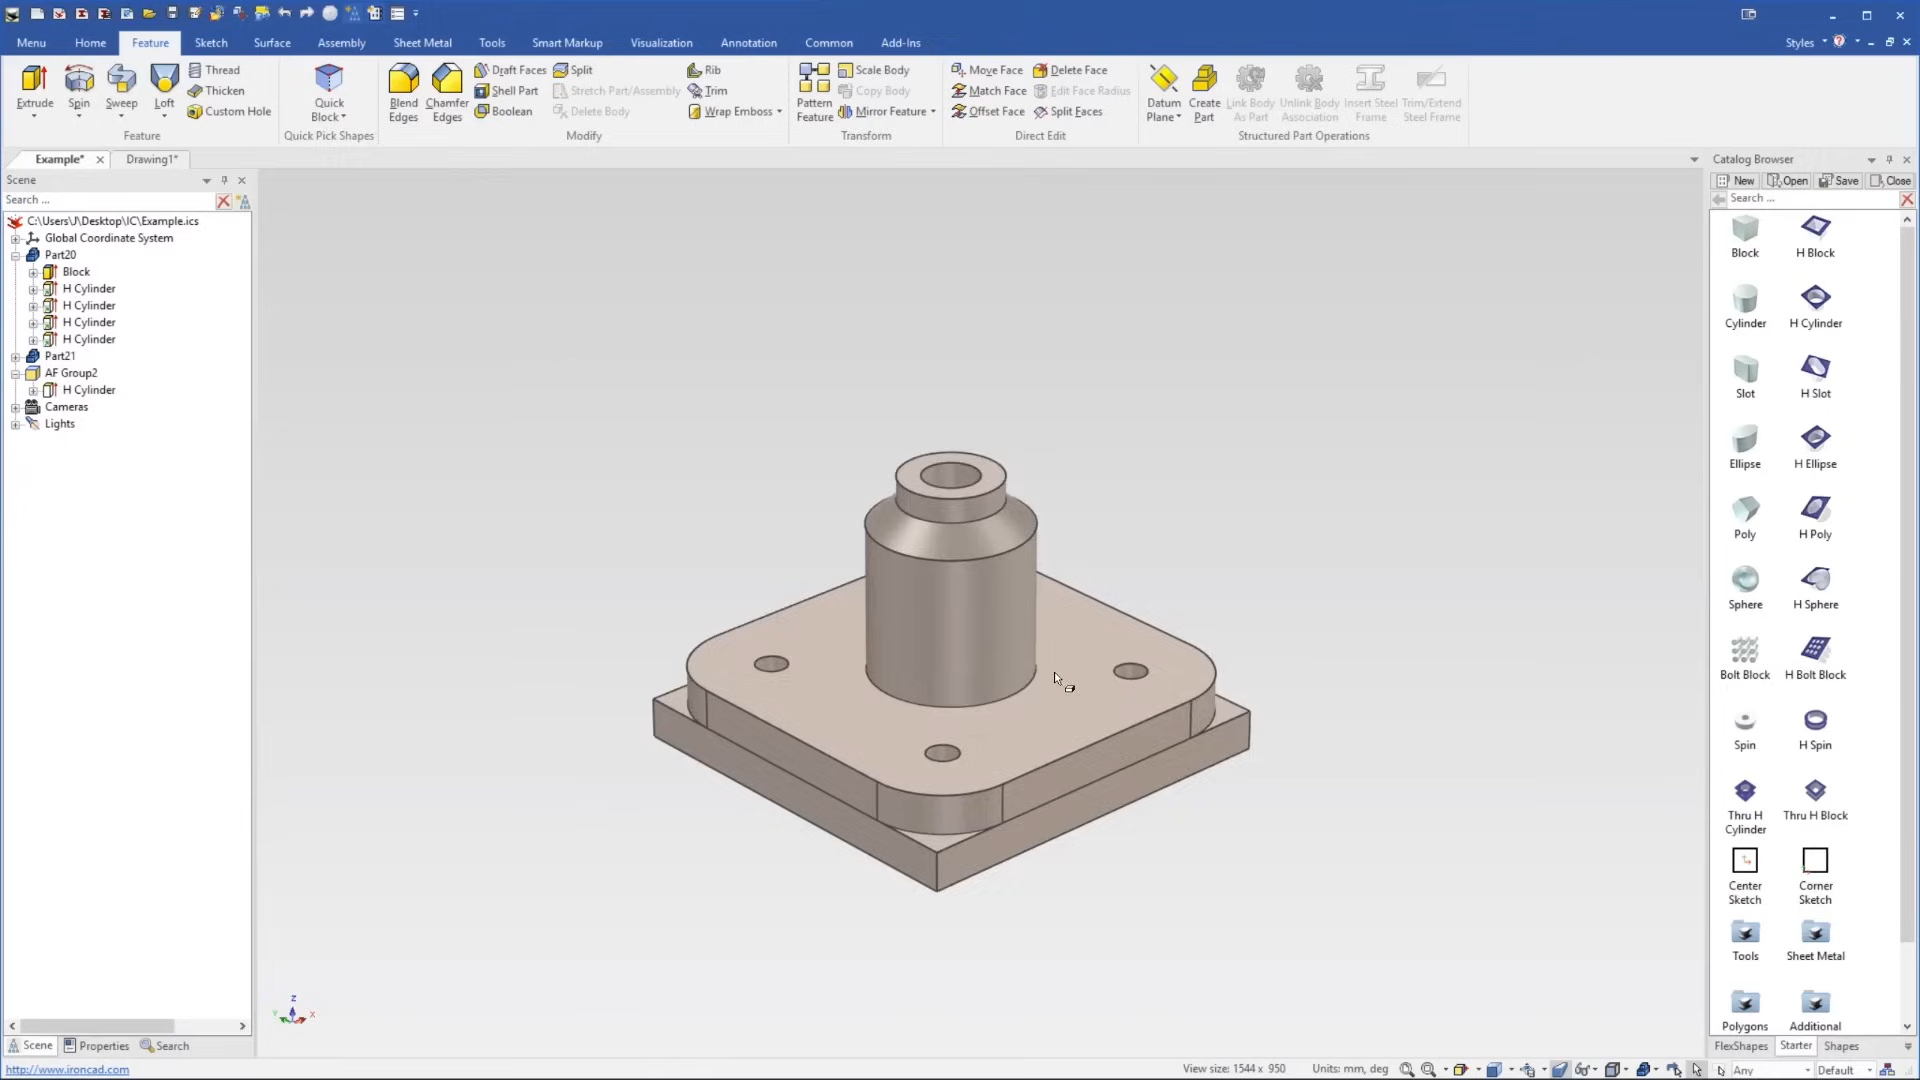 Menu
Home
Feature
Sketch
Surface
Assembly
Sheet Metal
Tools
Smart Markup
Visualization
Annotation
Common
Add-Ins
Styles
Extrude
Spin
Sweep
Loft
Thread
Thicken
Custom Hole
Feature
Quick
Block
Quick Pick Shapes
Blend
Edges
Chamfer
Edges
Draft Faces
Shell Part
Boolean
Split
Stretch Part/Assembly
Delete Body
Rib
Trim
Wrap Emboss
Modify
Pattern
Feature
Scale Body
Copy Body
Mirror Feature
Transform
Move Face
Match Face
Offset Face
Delete Face
Edit Face Radius
Split Faces
Direct Edit
Datum
Plane
Create
Part
Link Body
As Part
Unlink Body
Association
Insert Steel
Frame
Trim/Extend
Steel Frame
Structured Part Operations
Example*
Drawing1*
Scene
Search ...
C:\Users\J\Desktop\IC\Example.ics
Global Coordinate System
Part20
Block
H Cylinder
H Cylinder
H Cylinder
H Cylinder
Part21
AF Group2
H Cylinder
Cameras
Lights
Z
Y
X
Catalog Browser
New
Open
Save
Close
Search ...
Block
H Block
Cylinder
H Cylinder
Slot
H Slot
Ellipse
H Ellipse
Poly
H Poly
Sphere
H Sphere
Bolt Block
H Bolt Block
Spin
H Spin
Thru H
Cylinder
Thru H Block
Center
Sketch
Corner
Sketch
Tools
Sheet Metal
Polygons
Additional
FlexShapes
Starter
Shapes
Scene
Properties
Search
http://www.ironcad.com
View size: 1544 x 950
Units: mm, deg
Any
Default